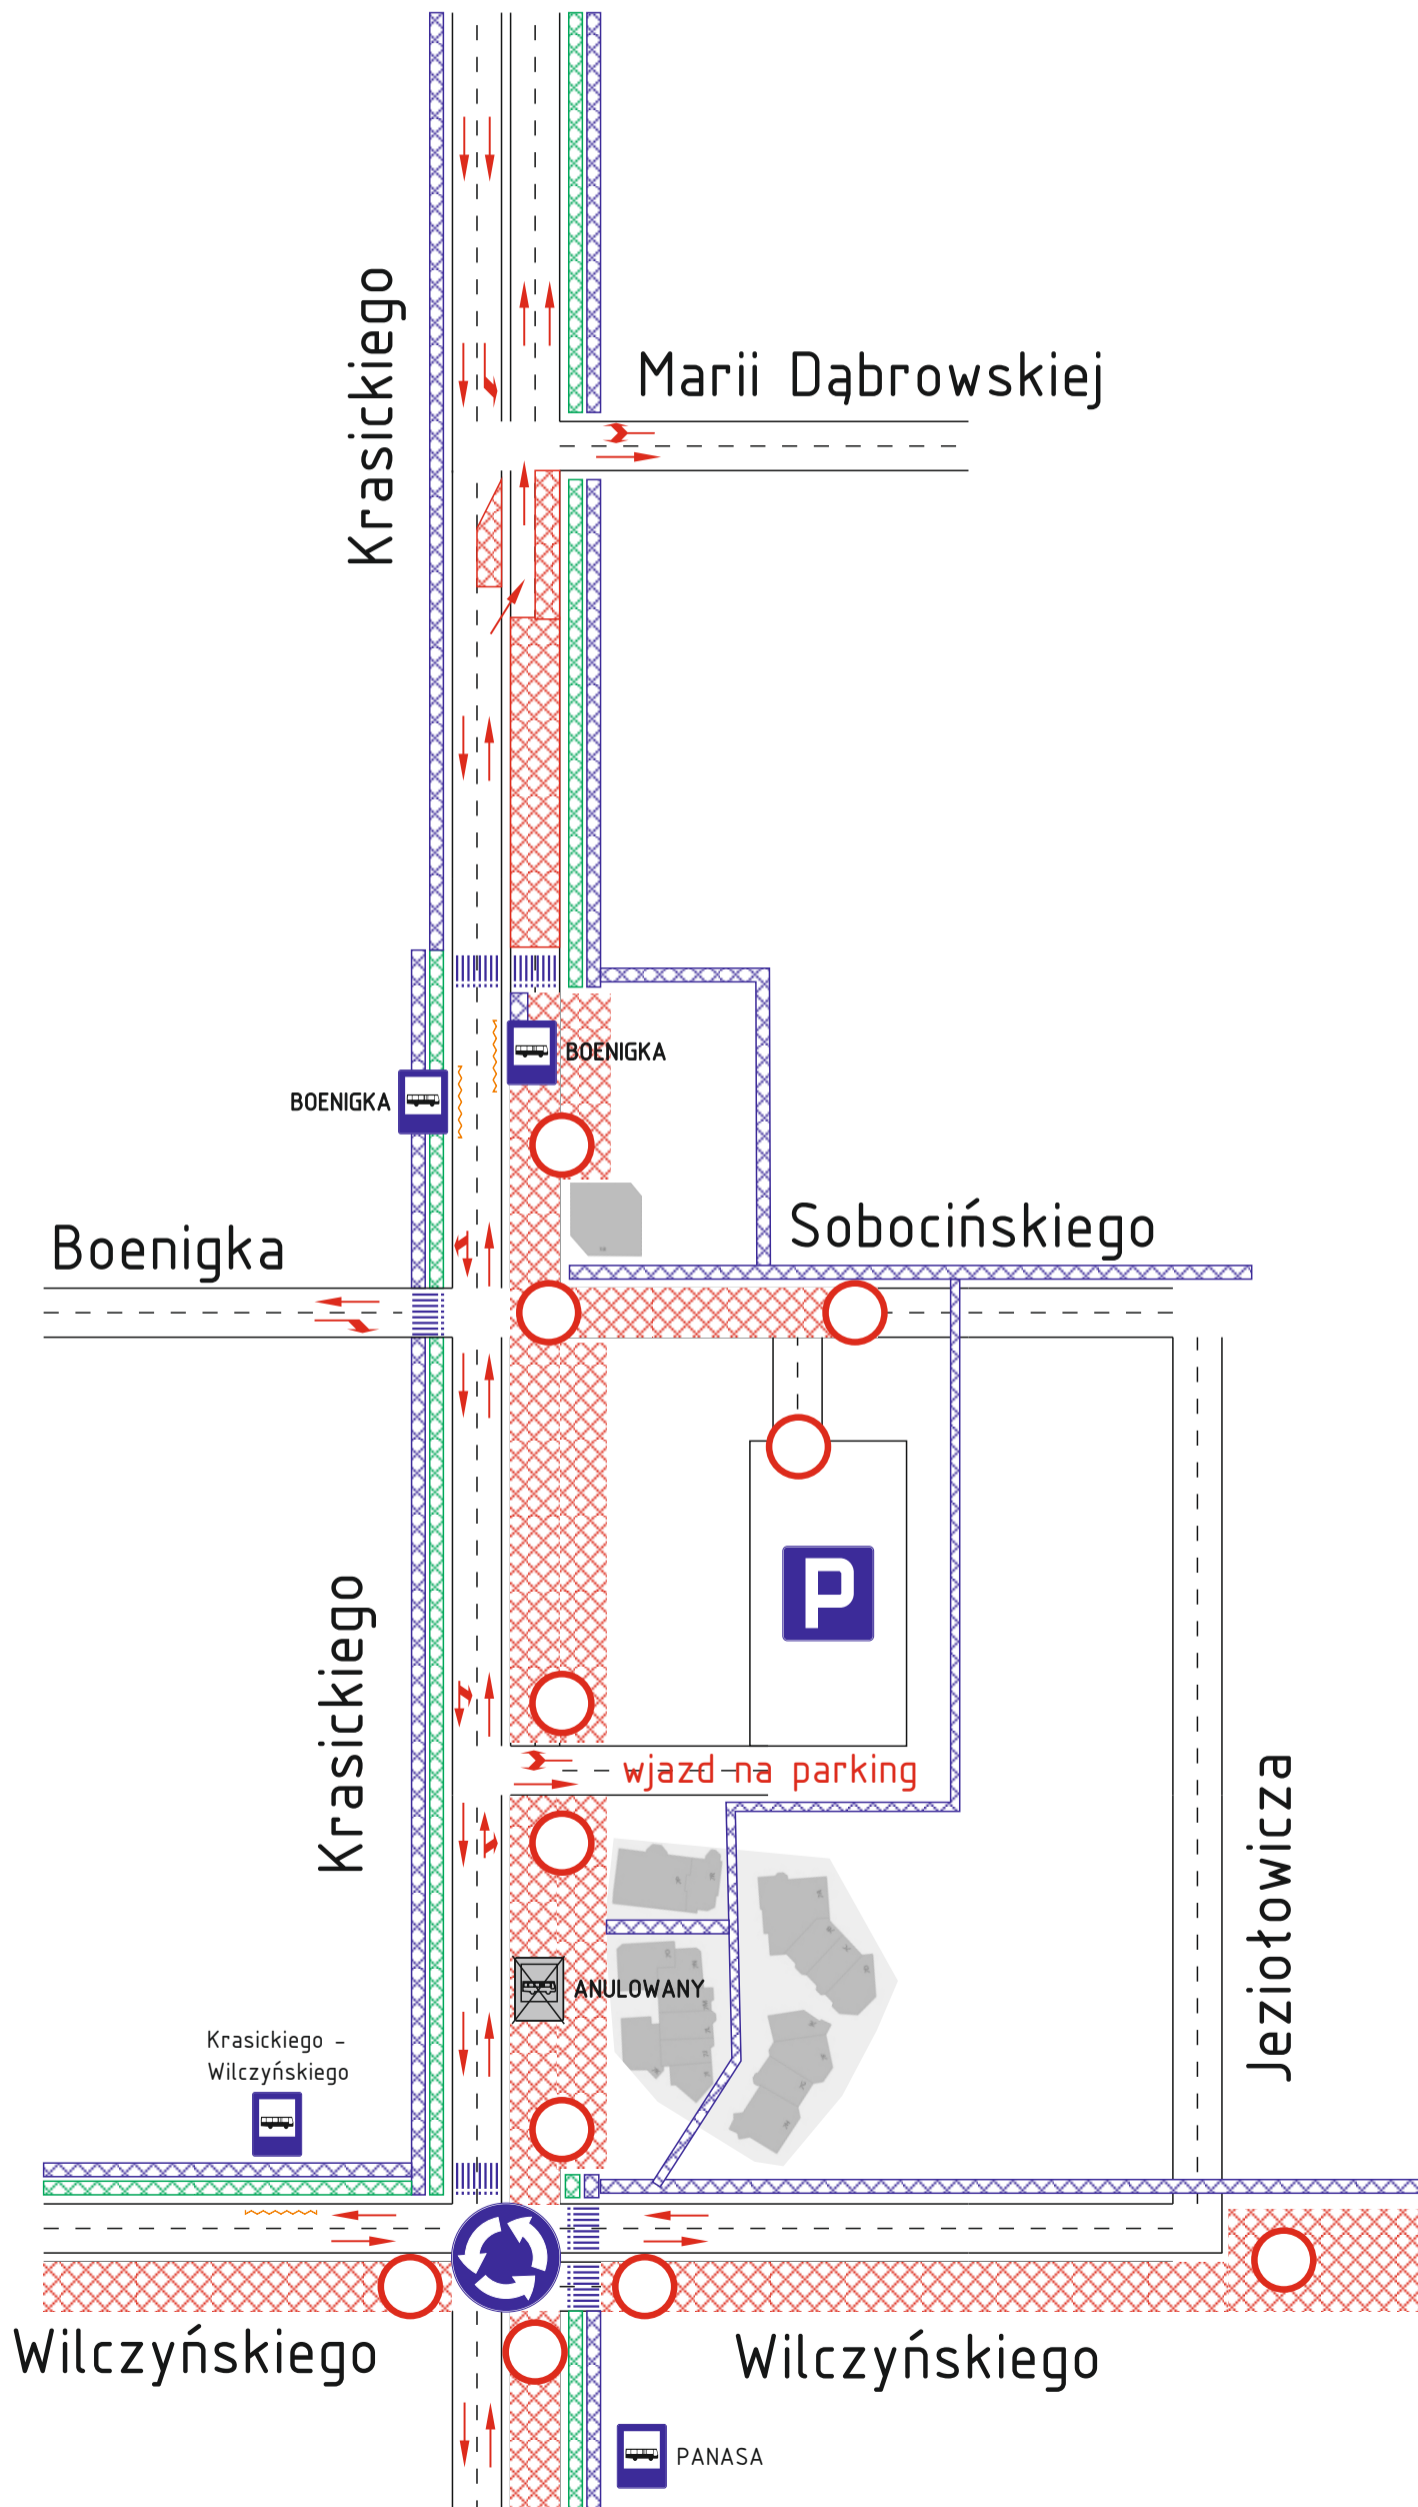 Krasickiego
Marii Dąbrowskiej
BOENIGKA
BOENIGKA
Boenigka
Sobocińskiego
P
Krasickiego
wjazd na parking
Jeziołowicza
ANULOWANY
Krasickiego -
Wilczyńskiego
Wilczyńskiego
Wilczyńskiego
PANASA